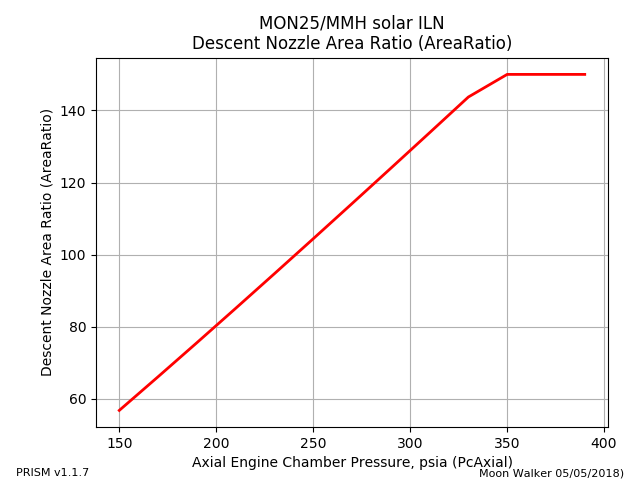 MON25/MMH solar ILN
Descent Nozzle Area Ratio (AreaRatio)
Descent Nozzle Area Ratio (AreaRatio)
140
120
100
80
60
150 200 250 300 350 400
Axial Engine Chamber Pressure, psia (PcAxial)
PRISM v1.1.7
Moon Walker 05/05/2018)